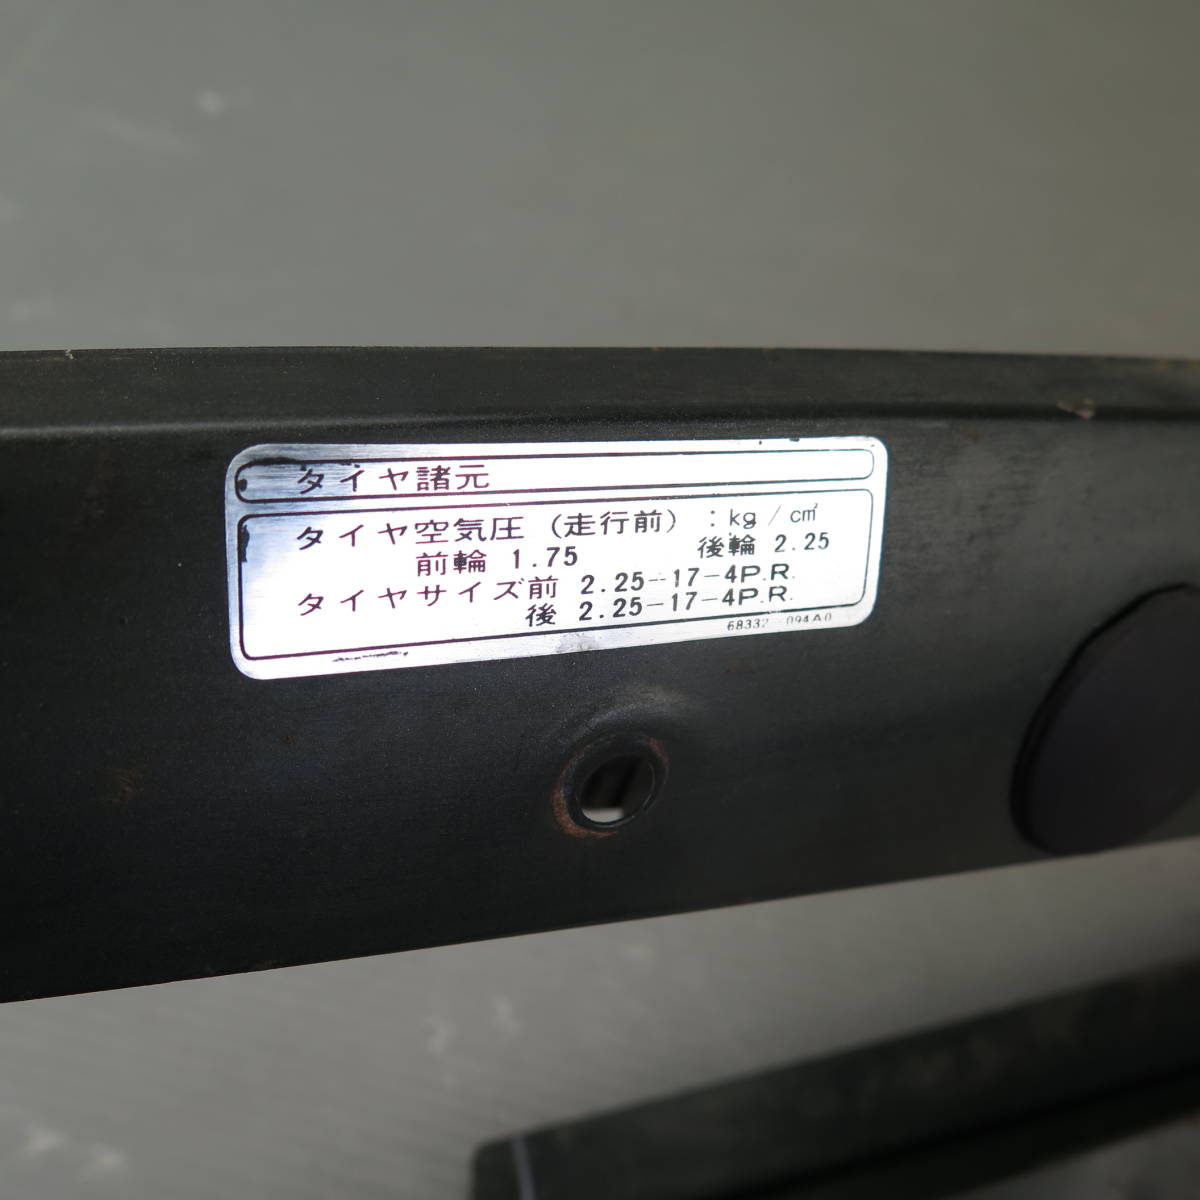 タイヤ諸元
タイヤ空気圧（走行前）：kg／cm²
前輪 1.75 後輪 2.25
タイヤサイズ前 2.25-17-4P.R.
後 2.25-17-4P.R.
68332 094A0